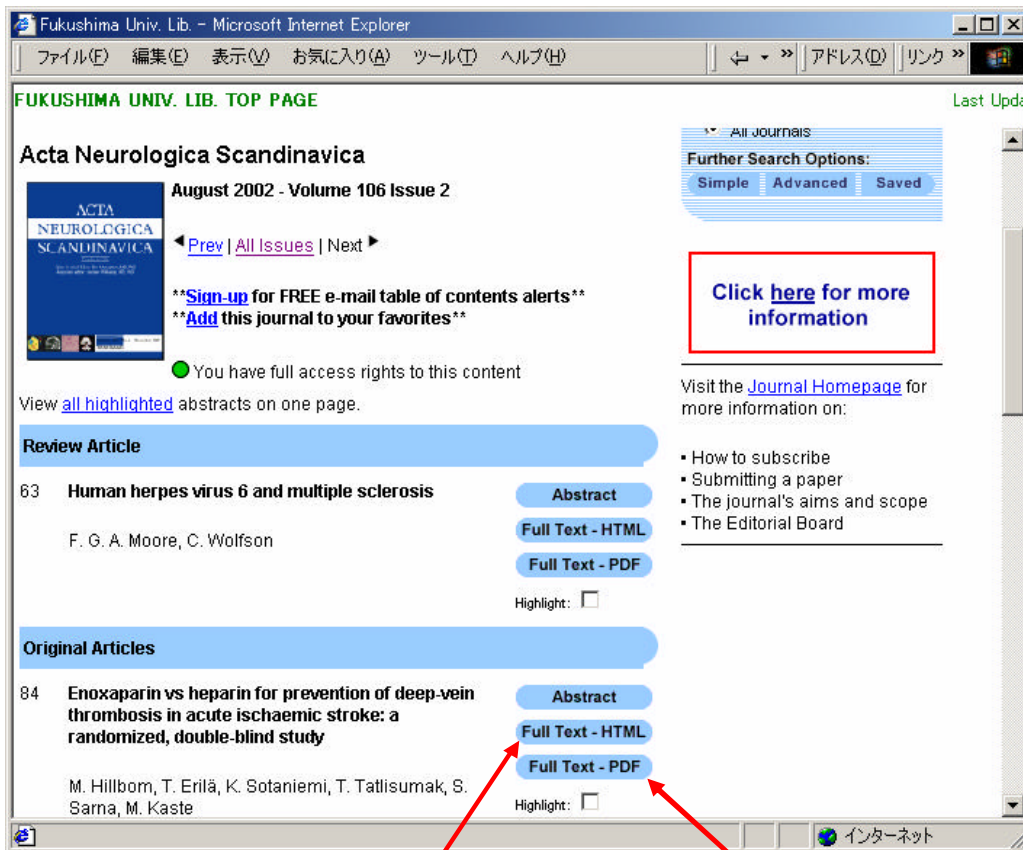 Fukushima Univ. Lib. - Microsoft Internet Explorer
ファイル(F) 編集(E) 表示(V) お気に入り(A) ツール(T) ヘルプ(H) » アドレス(D) リンク »
FUKUSHIMA UNIV. LIB. TOP PAGE
Last Upda
Acta Neurologica Scandinavica
ACTA
NEUROLOGICA
SCANDINAVICA
August 2002 - Volume 106 Issue 2
Prev | All Issues | Next
**Sign-up for FREE e-mail table of contents alerts**
**Add this journal to your favorites**
You have full access rights to this content
View all highlighted abstracts on one page.
Review Article
63 Human herpes virus 6 and multiple sclerosis
F. G. A. Moore, C. Wolfson
Abstract
Full Text - HTML
Full Text - PDF
Highlight:
Original Articles
84 Enoxaparin vs heparin for prevention of deep-vein
thrombosis in acute ischaemic stroke: a
randomized, double-blind study
M. Hillbom, T. Erilä, K. Sotaniemi, T. Tatlisumak, S.
Sarna, M. Kaste
Abstract
Full Text - HTML
Full Text - PDF
Highlight:
All Journals
Further Search Options:
Simple Advanced Saved
Click here for more
information
Visit the Journal Homepage for
more information on:
▪ How to subscribe
▪ Submitting a paper
▪ The journal's aims and scope
▪ The Editorial Board
インターネット